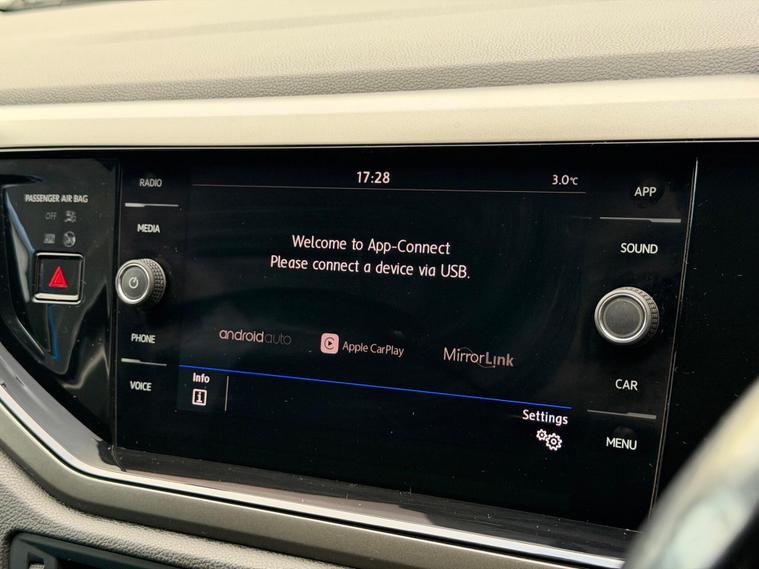 PASSENGER AIR BAG
OFF
RADIO
MEDIA
PHONE
VOICE
17:28
3.0°C
Welcome to App-Connect
Please connect a device via USB.
androidauto
Apple CarPlay
MirrorLink
Info
Settings
APP
SOUND
CAR
MENU